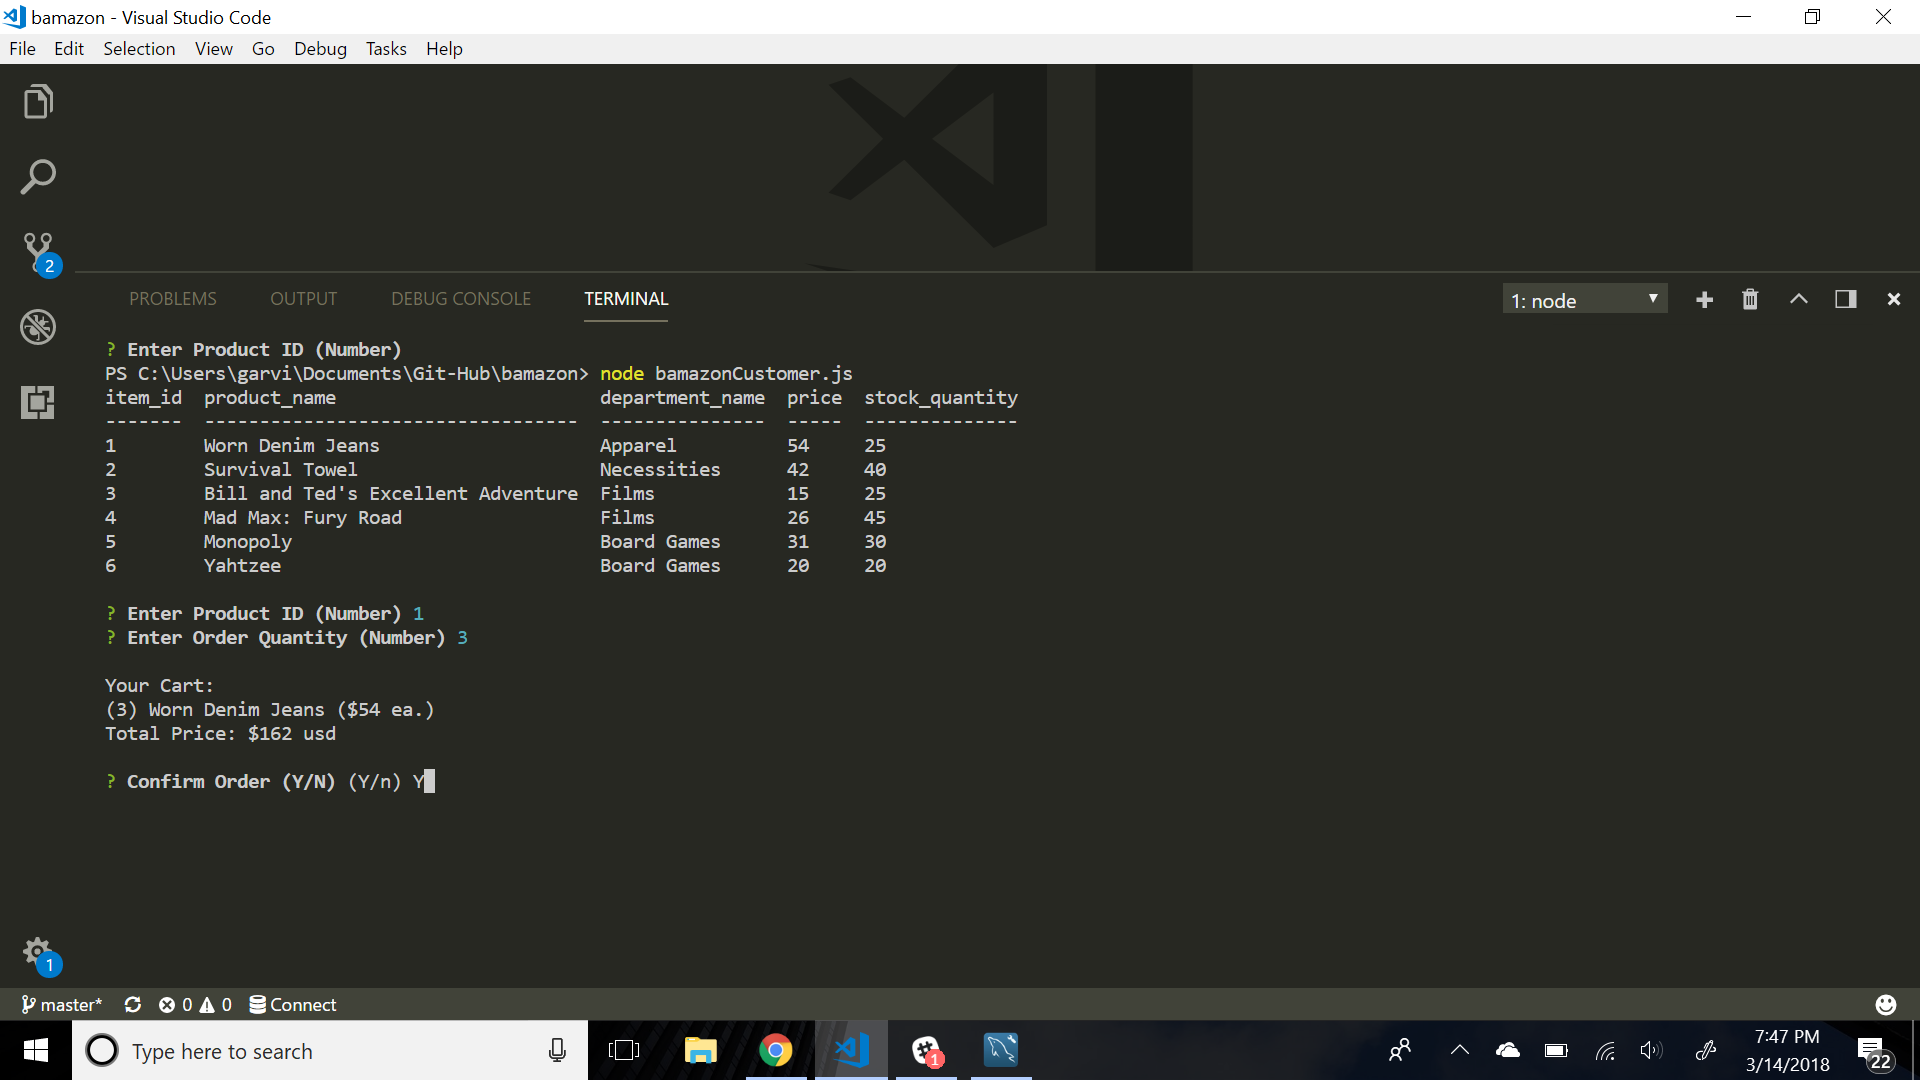 bamazon - Visual Studio Code
File Edit Selection View Go Debug Tasks Help
2
PROBLEMS OUTPUT DEBUG CONSOLE TERMINAL 1: node
? Enter Product ID (Number)
PS C:\Users\garvi\Documents\Git-Hub\bamazon> node bamazonCustomer.js
item_id  product_name                        department_name  price  stock_quantity
-------  ----------------------------------  ---------------  -----  --------------
1        Worn Denim Jeans                    Apparel          54     25
2        Survival Towel                      Necessities      42     40
3        Bill and Ted's Excellent Adventure  Films            15     25
4        Mad Max: Fury Road                  Films            26     45
5        Monopoly                            Board Games      31     30
6        Yahtzee                             Board Games      20     20
? Enter Product ID (Number) 1
? Enter Order Quantity (Number) 3
Your Cart:
(3) Worn Denim Jeans ($54 ea.)
Total Price: $162 usd
? Confirm Order (Y/N) (Y/n) Y
1
master* 0 0 Connect
Type here to search
1
7:47 PM
3/14/2018
22